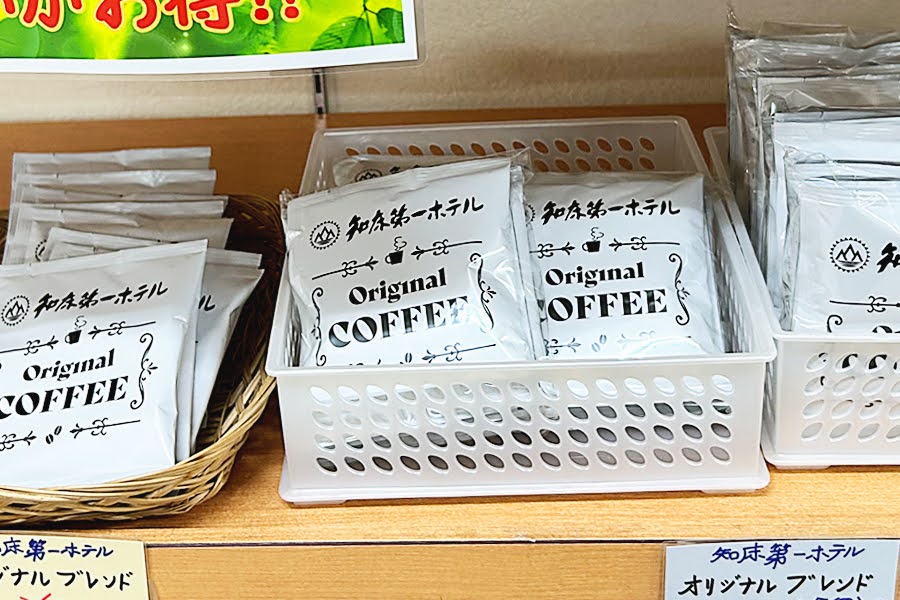 がお得!!
知床第一ホテル
Original
COFFEE
知床第一ホテル
Original
COFFEE
知床第一ホテル
Original
COFFEE
知
床第一ホテル
ジナル ブレンド
知床第一ホテル
オリジナル ブレンド